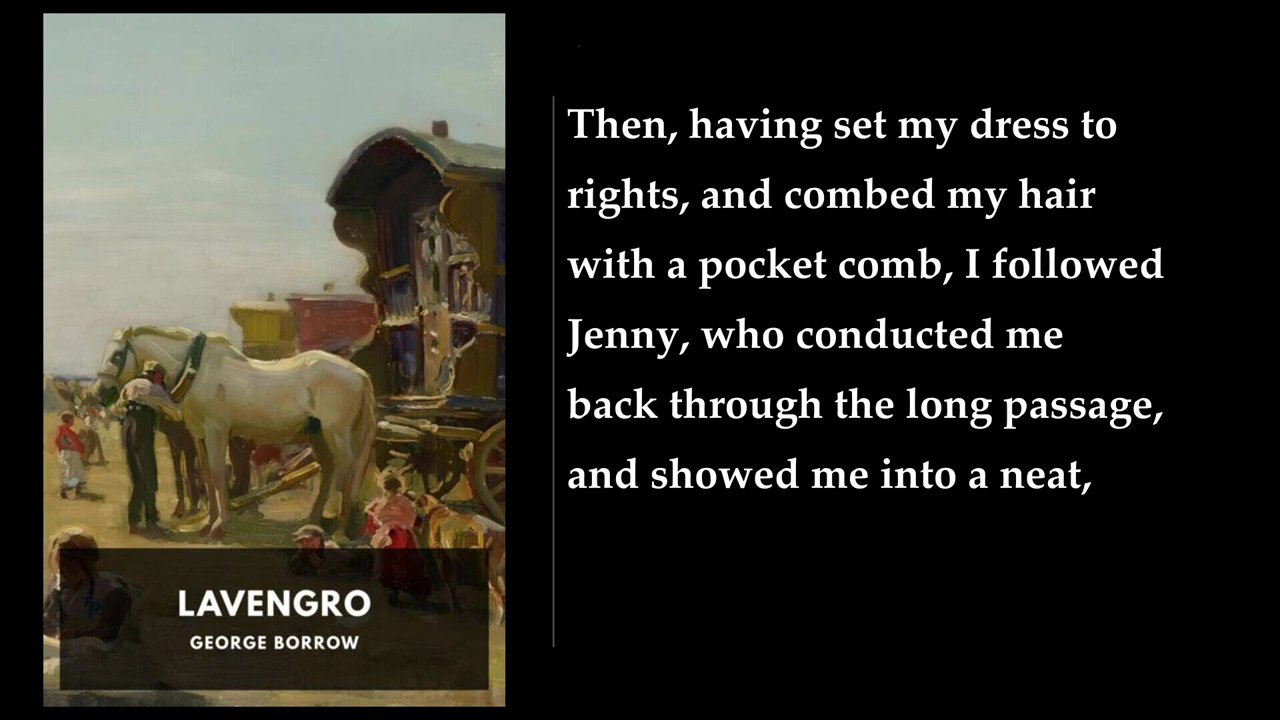 Then, having set my dress to
rights, and combed my hair
with a pocket comb, I followed
Jenny, who conducted me
back through the long passage,
and showed me into a neat,
LAVENGRO
GEORGE BORROW